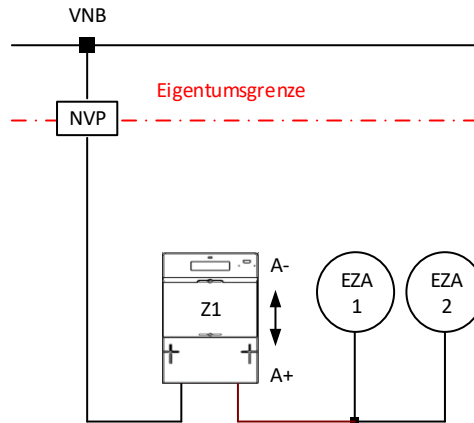 VNB
Eigentumsgrenze
NVP
A-
Z1
A+
EZA
1
EZA
2